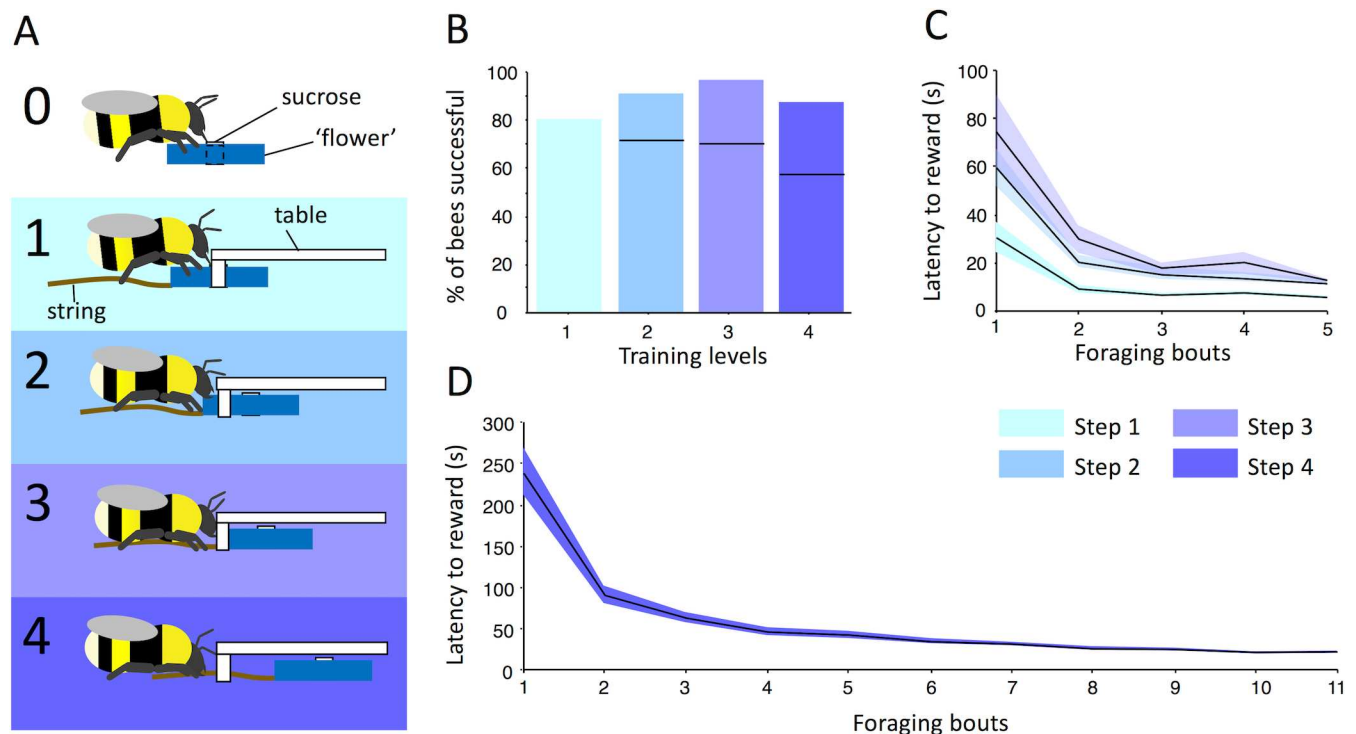 A
0
sucrose
'flower'
1
table
string
2
3
4
B
% of bees successful
100
80
60
40
20
0
1 2 3 4
Training levels
C
Latency to reward (s)
100
80
60
40
20
0
1 2 3 4 5
Foraging bouts
D
Latency to reward (s)
300
250
200
150
100
50
0
1 2 3 4 5 6 7 8 9 10 11
Foraging bouts
Step 1 Step 3
Step 2 Step 4